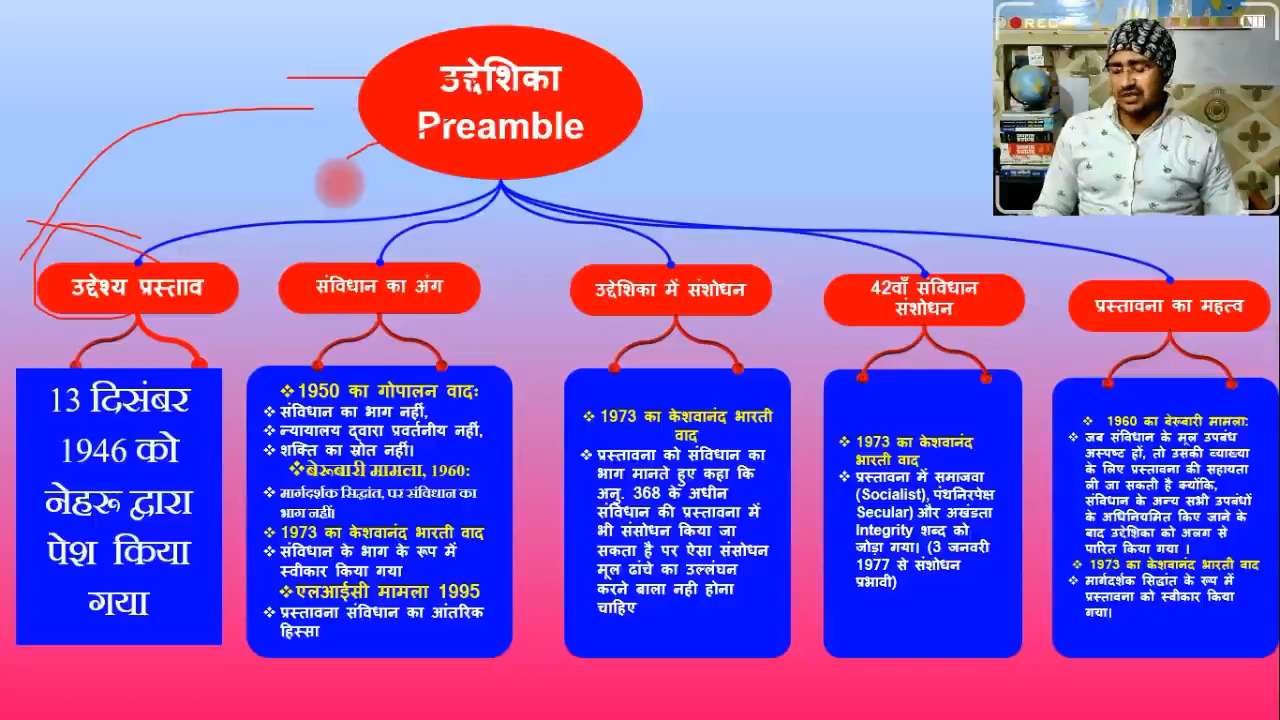 REC
उद्देशिका
Preamble
उद्देश्य प्रस्ताव
13 दिसंबर
1946 को
नेहरू द्वारा
पेश किया
गया
संविधान का अंग
❖1950 का गोपालन वादः
❖ संविधान का भाग नहीं,
❖ न्यायालय द्वारा प्रवर्तनीय नहीं,
❖ शक्ति का स्रोत नहीं।
❖बेरूबारी मामला, 1960:
❖ मार्गदर्शक सिद्धांत, पर संविधान का
भाग नहीं।
❖1973 का केशवानंद भारती वाद
❖ संविधान के भाग के रूप में
स्वीकार किया गया
❖एलआईसी मामला 1995
❖ प्रस्तावना संविधान का आंतरिक
हिस्सा
उद्देशिका में संशोधन
❖ 1973 का केशवानंद भारती
वाद
❖ प्रस्तावना को संविधान का
भाग मानते हुए कहा कि
अनु. 368 के अधीन
संविधान की प्रस्तावना में
भी संसोधन किया जा
सकता है पर ऐसा संसोधन
मूल ढांचे का उल्लंघन
करने बाला नही होना
चाहिए
42वाँ संविधान
संशोधन
❖ 1973 का केशवानंद
भारती वाद
❖ प्रस्तावना में समाजवा
(Socialist), पंथनिरपेक्ष
Secular) और अखंडता
Integrity शब्द को
जोड़ा गया। (3 जनवरी
1977 से संशोधन
प्रभावी)
प्रस्तावना का महत्व
❖ 1960 का बेरूबारी मामला:
❖ जब संविधान के मूल उपबंध
अस्पष्ट हों, तो उसकी व्याख्या
के लिए प्रस्तावना की सहायता
ली जा सकती है क्योंकि,
संविधान के अन्य सभी उपबंधों
के अधिनियमित किए जाने के
बाद उद्देशिका को अलग से
पारित किया गया ।
❖ 1973 का केशवानंद भारती वाद
❖ मार्गदर्शक सिद्धांत के रूप में
प्रस्तावना को स्वीकार किया
गया।